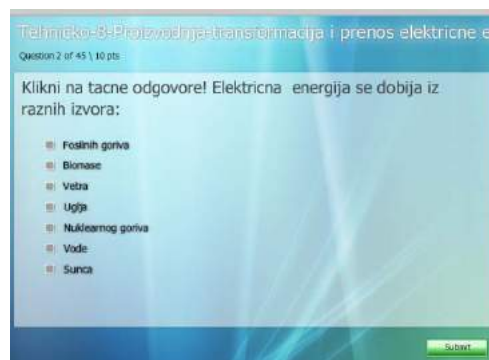 Tehničko-8-Proizvodnja-transformacija i prenos elektricne e
Question 2 of 45 \ 10 pts
Klikni na tacne odgovore! Elektricna energija se dobija iz
raznih izvora:
Fosilnih goriva
Biomase
Vetra
Uglja
Nuklearnog goriva
Vode
Sunca
Submit